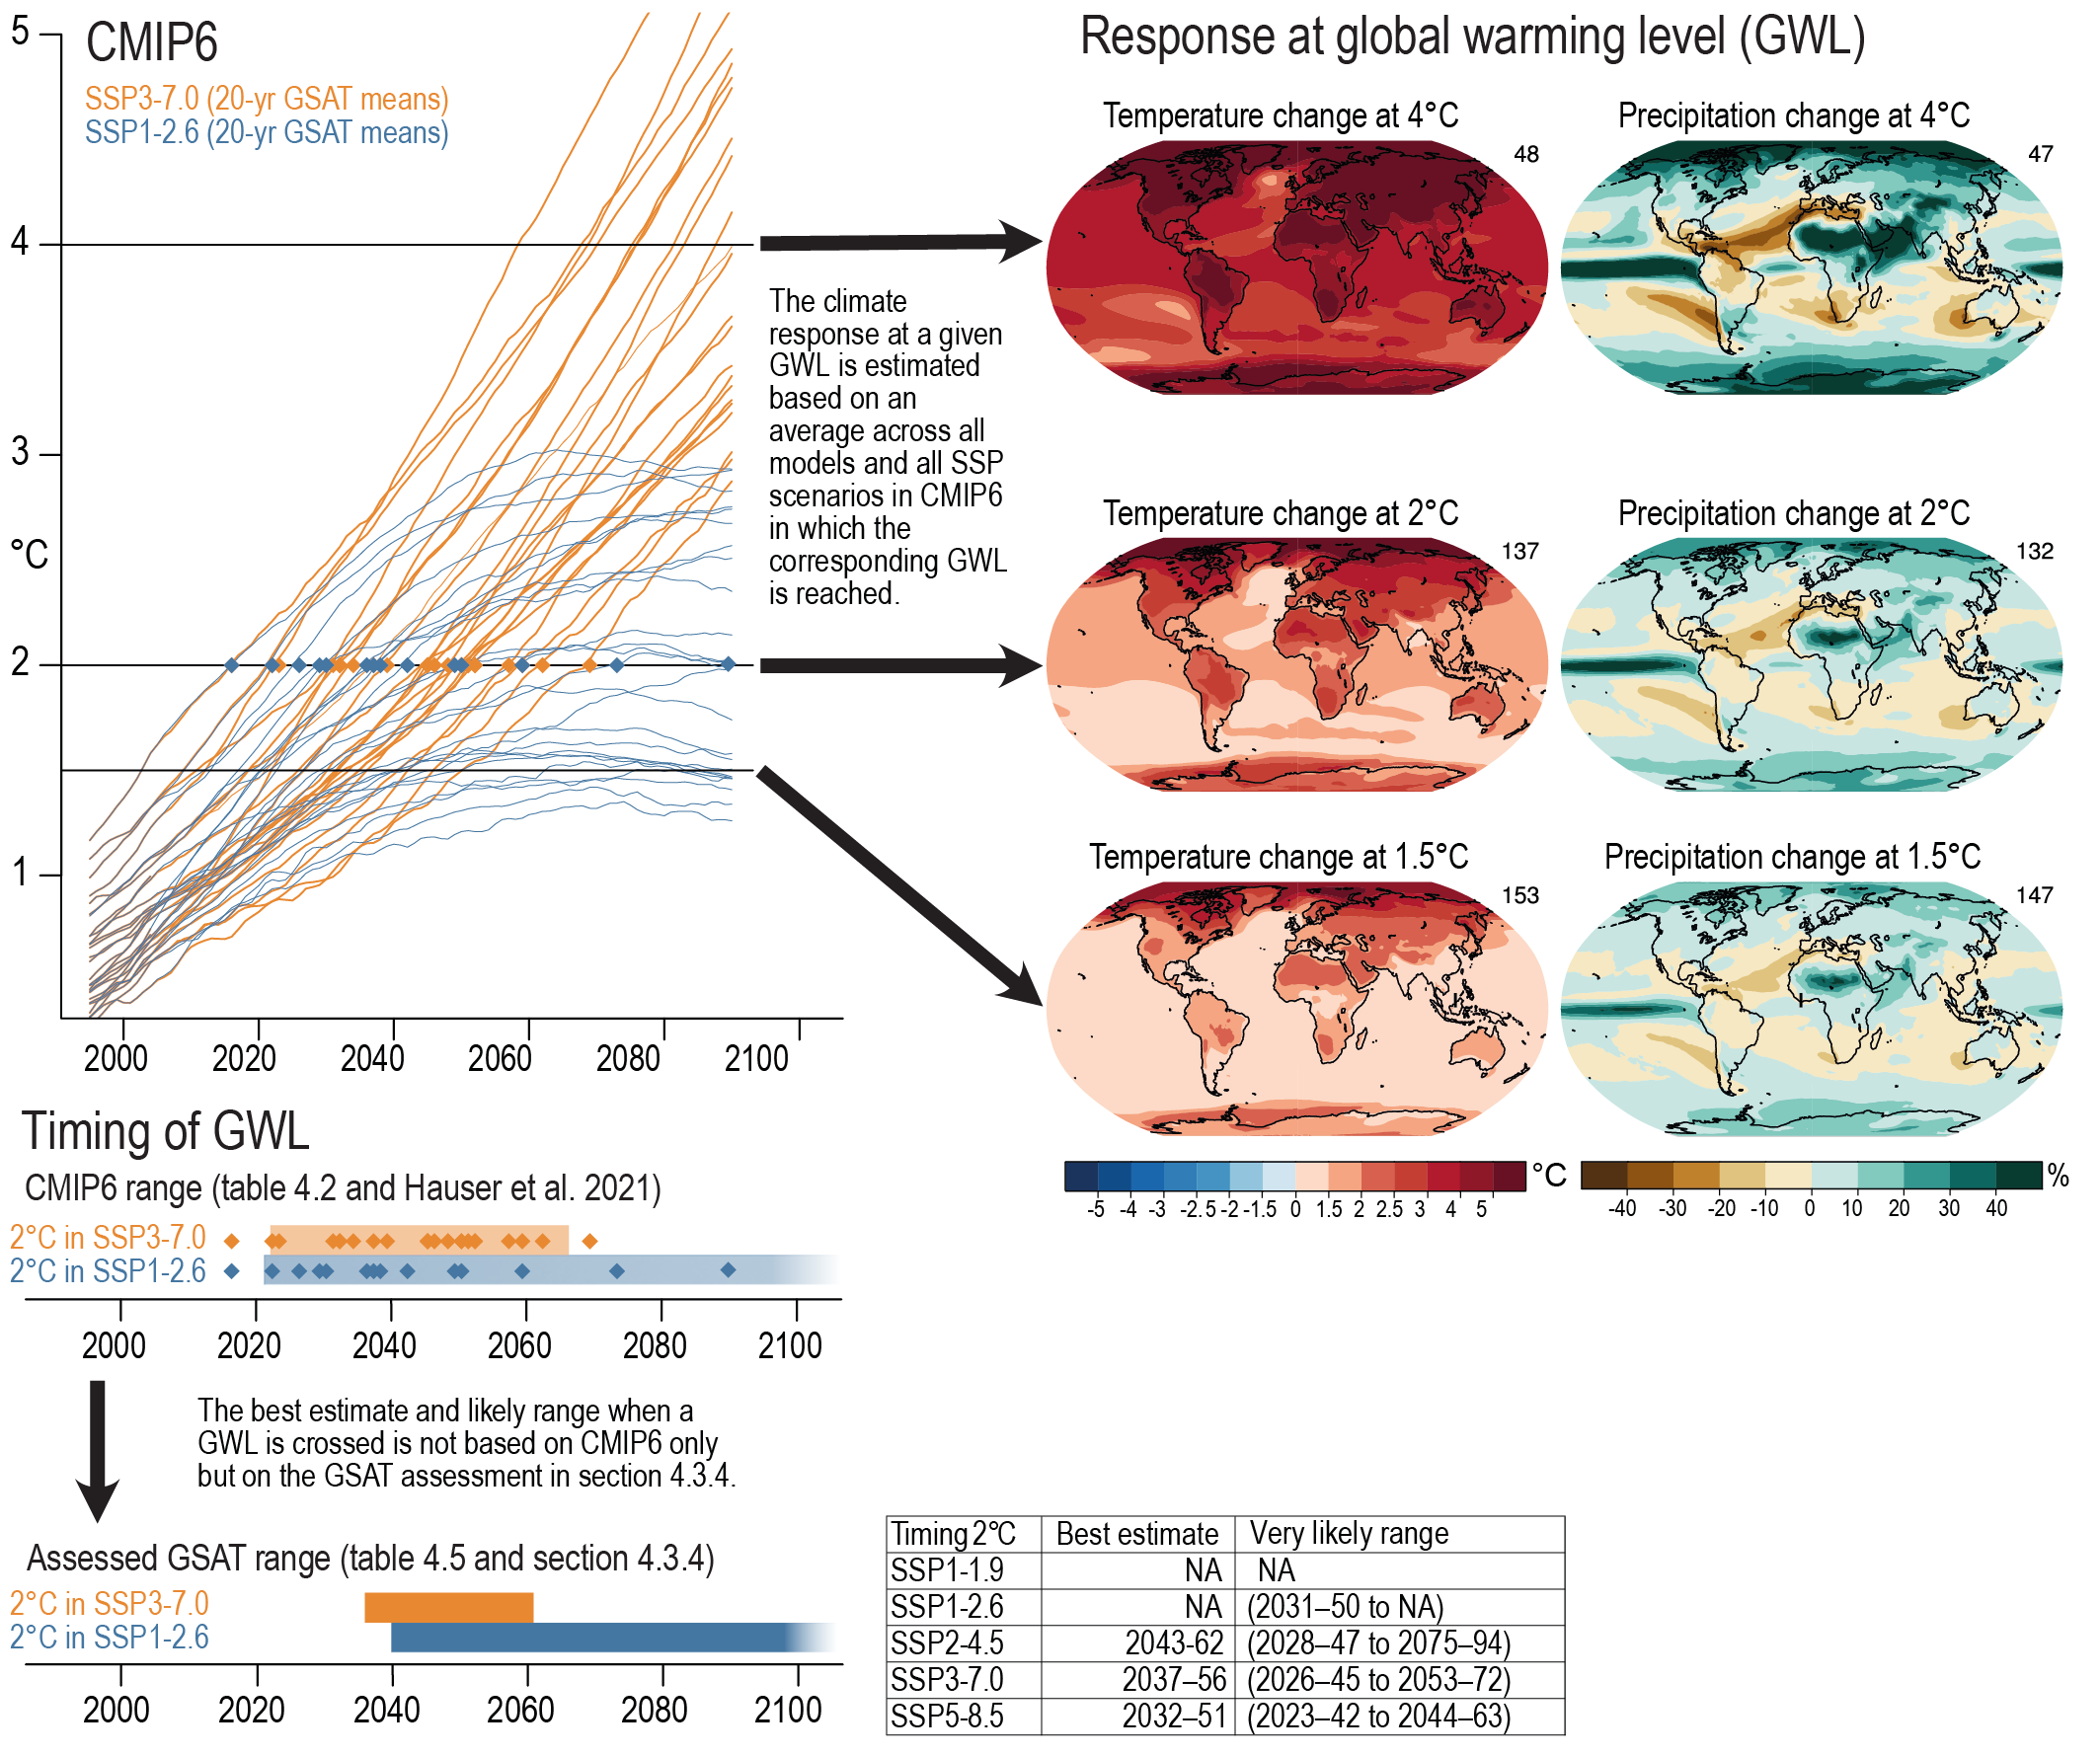 CMIP6
SSP3-7.0 (20-yr GSAT means)
SSP1-2.6 (20-yr GSAT means)
5
4
3
°C
2
1
2000 2020 2040 2060 2080 2100
The climate
response at a given
GWL is estimated
based on an
average across all
models and all SSP
scenarios in CMIP6
in which the
corresponding GWL
is reached.
Response at global warming level (GWL)
Temperature change at 4°C
48
Precipitation change at 4°C
47
Temperature change at 2°C
137
Precipitation change at 2°C
132
Temperature change at 1.5°C
153
Precipitation change at 1.5°C
147
°C
-5 -4 -3 -2.5 -2 -1.5 0 1.5 2 2.5 3 4 5
%
-40 -30 -20 -10 0 10 20 30 40
Timing of GWL
CMIP6 range (table 4.2 and Hauser et al. 2021)
2°C in SSP3-7.0
2°C in SSP1-2.6
2000 2020 2040 2060 2080 2100
The best estimate and likely range when a
GWL is crossed is not based on CMIP6 only
but on the GSAT assessment in section 4.3.4.
Assessed GSAT range (table 4.5 and section 4.3.4)
2°C in SSP3-7.0
2°C in SSP1-2.6
2000 2020 2040 2060 2080 2100
Timing 2°C Best estimate Very likely range
SSP1-1.9 NA NA
SSP1-2.6 NA (2031–50 to NA)
SSP2-4.5 2043-62 (2028–47 to 2075–94)
SSP3-7.0 2037–56 (2026–45 to 2053–72)
SSP5-8.5 2032–51 (2023–42 to 2044–63)